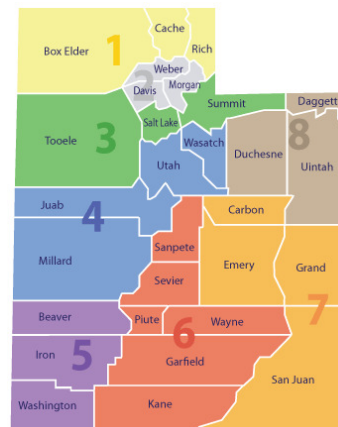 Cache
Box Elder
1
Rich
Weber
2
Davis
Morgan
Summit
Daggett
Salt Lake
Tooele
3
8
Wasatch
Utah
Duchesne
Uintah
Juab
4
Carbon
Sanpete
Millard
Emery
Grand
Sevier
7
Beaver
Piute
Wayne
5
6
Iron
Garfield
San Juan
Washington
Kane